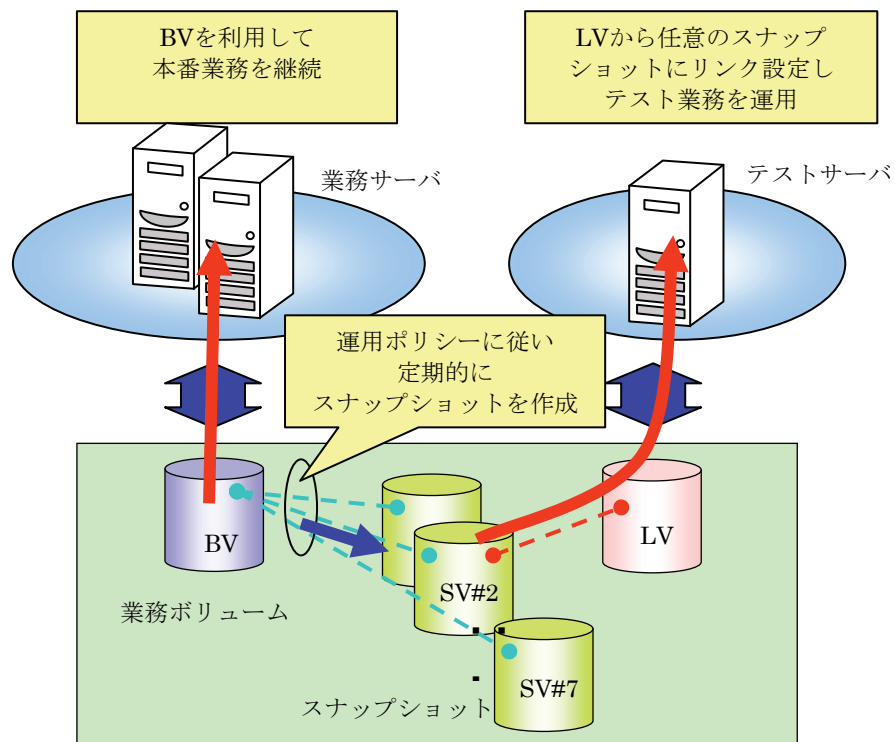 BVを利用して
本番業務を継続
LVから任意のスナップ
ショットにリンク設定し
テスト業務を運用
業務サーバ
テストサーバ
運用ポリシーに従い
定期的に
スナップショットを作成
BV
LV
SV#2
業務ボリューム
SV#7
スナップショット